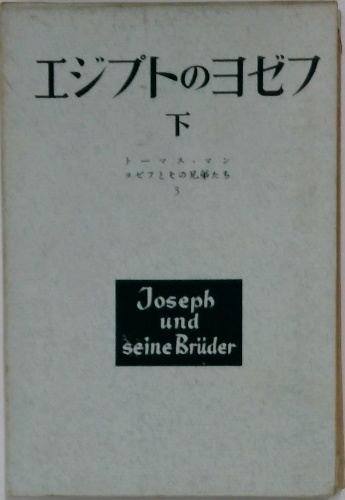 エジプトのヨゼフ
下
トーマス・マン
ヨゼフとその兄弟たち
3
Joseph
und
seine Brüder